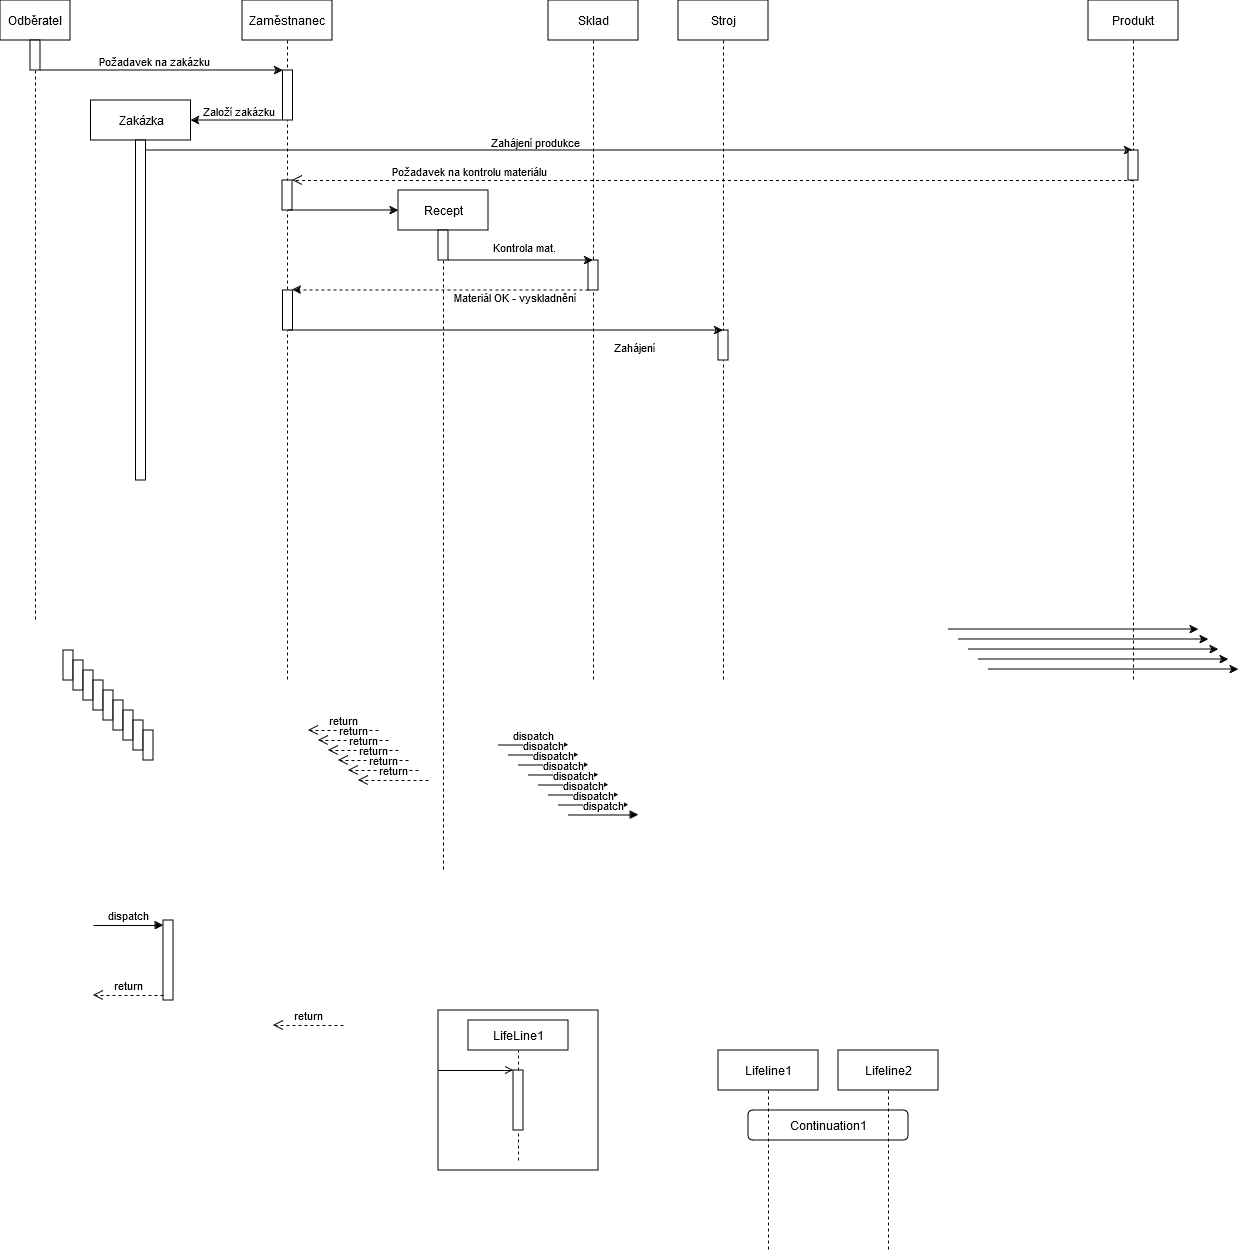 Odběratel
Zaměstnanec
Sklad
Stroj
Produkt
Požadavek na zakázku
Založí zakázku
Zakázka
Zahájení produkce
Požadavek na kontrolu materiálu
Recept
Kontrola mat.
Materiál OK - vyskladnění
Zahájení
return
return
return
return
return
return
dispatch
dispatch
dispatch
dispatch
dispatch
dispatch
dispatch
dispatch
dispatch
return
return
LifeLine1
Lifeline1
Lifeline2
Continuation1